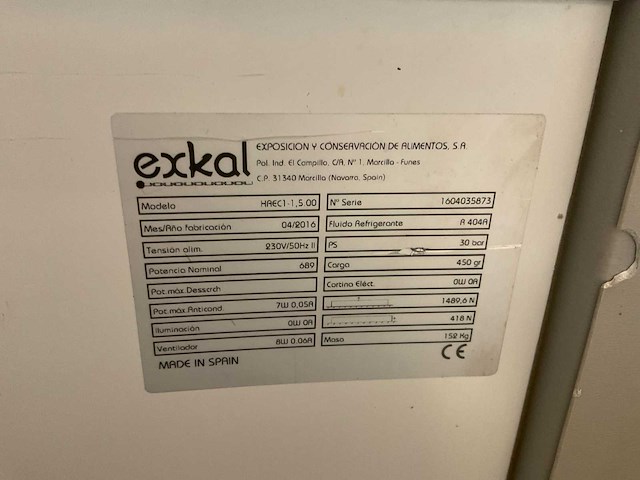 exkal
EXPOSICION Y CONSERVACIÓN DE ALIMENTOS, S.A.
Pol. Ind. El Campillo, C/A, Nº 1, Marcilla - Funes
C.P. 31340 Marcilla (Navarra, Spain)
Modelo HAEC1-1,5.00 Nº Serie 1604035873
Mes/Año fabricación 04/2016 Fluido Refrigerante R 404A
Tensión alim. 230V/50Hz II PS 30 bar
Potencia Nominal 689 Carga 450 gr
Pot.máx.Desscrch Cortina Eléct. 0W 0A
Pot.máx.Anticond. 7W 0,05A 1489,6 N
Iluminación 0W 0A 418 N
Ventilador 8W 0.06A Masa 152 Kg
MADE IN SPAIN CE